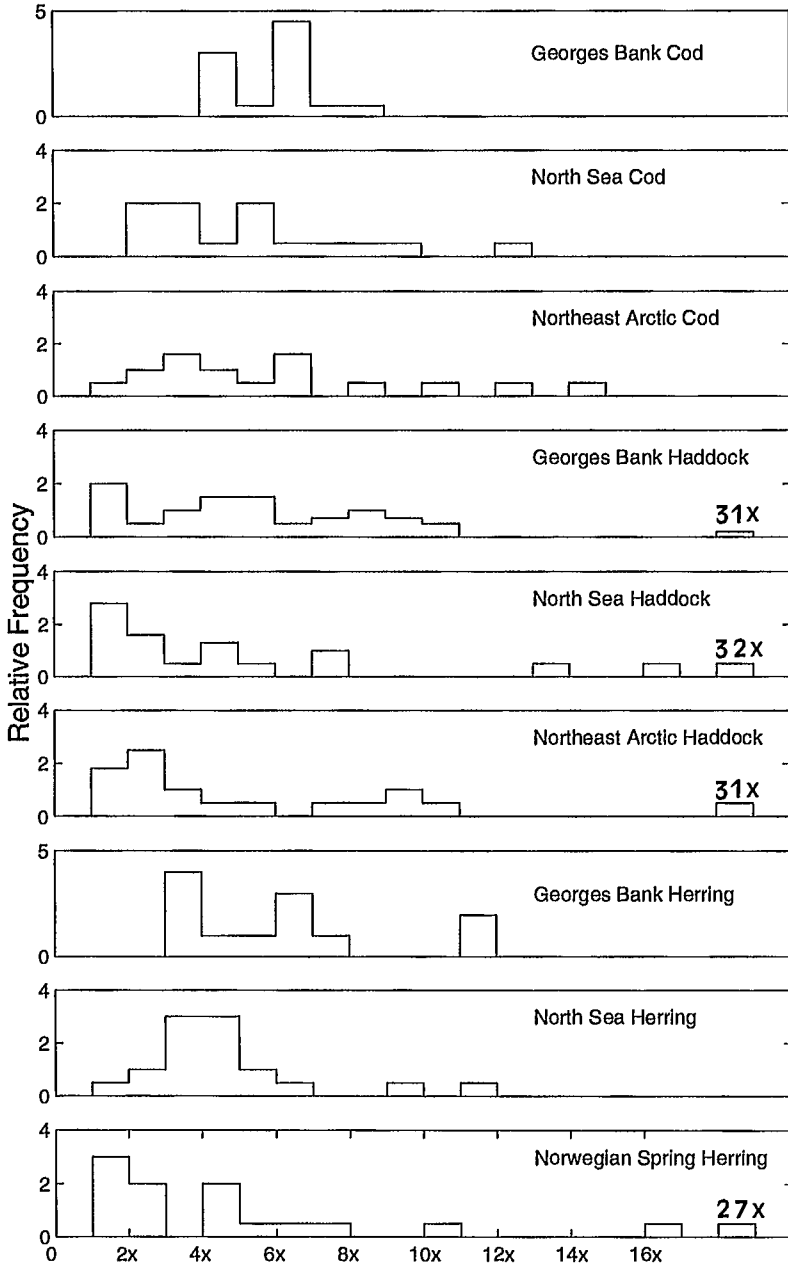 5
Georges Bank Cod
0
4
North Sea Cod
2
0
4
Northeast Arctic Cod
2
0
4
Georges Bank Haddock
2
31x
0
4
North Sea Haddock
2
32x
0
4
Northeast Arctic Haddock
2
31x
0
5
Georges Bank Herring
0
4
North Sea Herring
2
0
4
Norwegian Spring Herring
2
27x
0
0 2x 4x 6x 8x 10x 12x 14x 16x
Relative Frequency